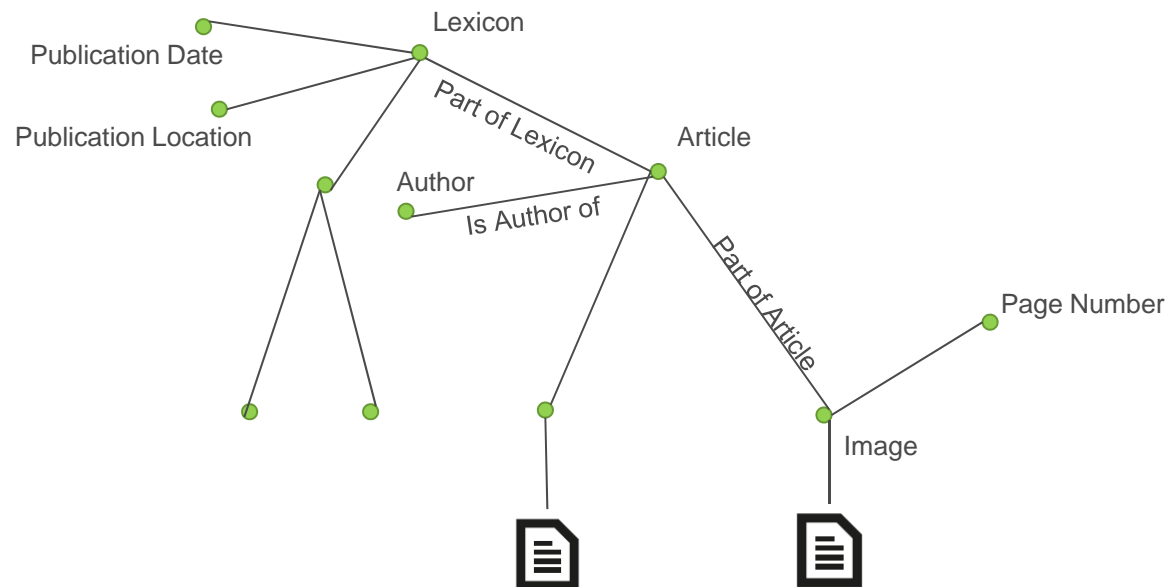 Lexicon
Publication Date
Part of Lexicon
Publication Location
Article
Author
Is Author of
Part of Article
Page Number
Image